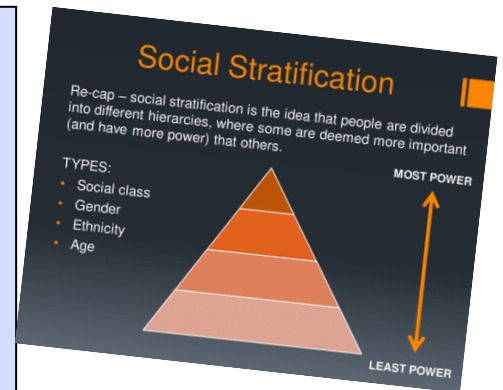 Social Stratification
Re-cap – social stratification is the idea that people are divided
into different hierarchies, where some are deemed more important
(and have more power) that others.
MOST POWER
TYPES:
• Social class
• Gender
• Ethnicity
• Age
LEAST POWER